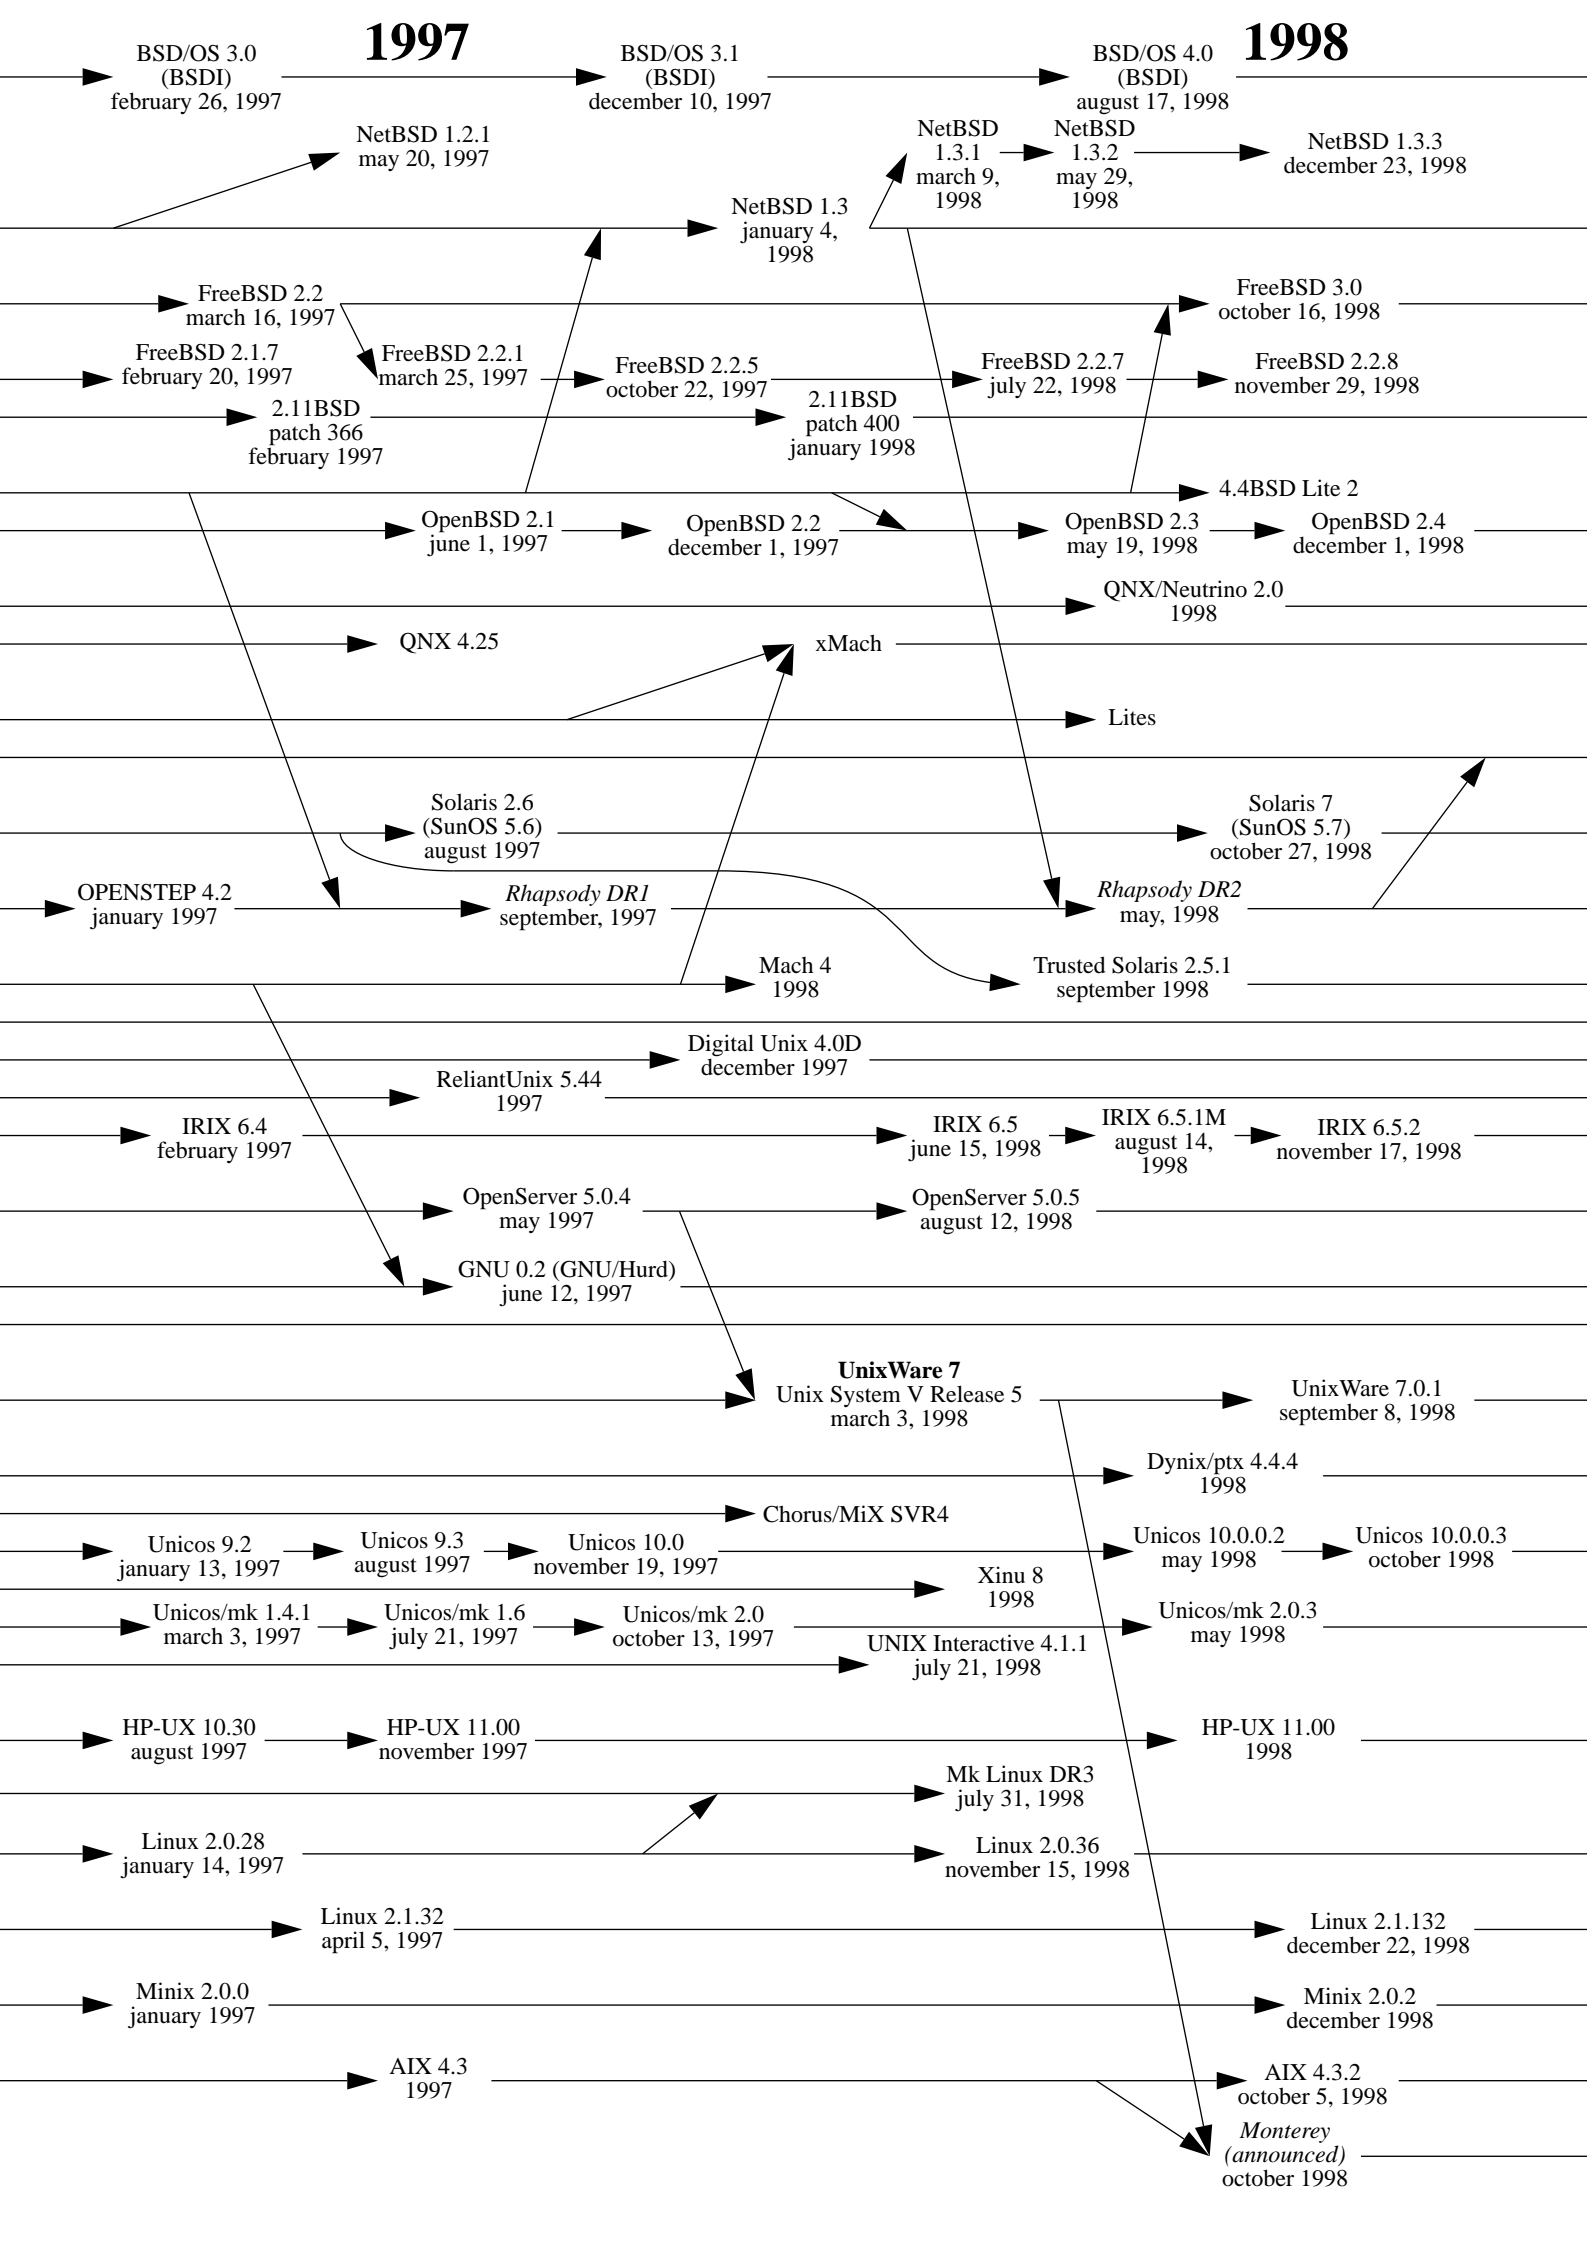 1997
1998
BSD/OS 3.0
(BSDI)
february 26, 1997
BSD/OS 3.1
(BSDI)
december 10, 1997
BSD/OS 4.0
(BSDI)
august 17, 1998
NetBSD 1.2.1
may 20, 1997
NetBSD
1.3.1
march 9,
1998
NetBSD
1.3.2
may 29,
1998
NetBSD 1.3.3
december 23, 1998
NetBSD 1.3
january 4,
1998
FreeBSD 2.2
march 16, 1997
FreeBSD 3.0
october 16, 1998
FreeBSD 2.1.7
february 20, 1997
FreeBSD 2.2.1
march 25, 1997
FreeBSD 2.2.5
october 22, 1997
FreeBSD 2.2.7
july 22, 1998
FreeBSD 2.2.8
november 29, 1998
2.11BSD
patch 366
february 1997
2.11BSD
patch 400
january 1998
4.4BSD Lite 2
OpenBSD 2.1
june 1, 1997
OpenBSD 2.2
december 1, 1997
OpenBSD 2.3
may 19, 1998
OpenBSD 2.4
december 1, 1998
QNX/Neutrino 2.0
1998
QNX 4.25
xMach
Lites
Solaris 2.6
(SunOS 5.6)
august 1997
Solaris 7
(SunOS 5.7)
october 27, 1998
OPENSTEP 4.2
january 1997
Rhapsody DR1
september, 1997
Rhapsody DR2
may, 1998
Mach 4
1998
Trusted Solaris 2.5.1
september 1998
Digital Unix 4.0D
december 1997
ReliantUnix 5.44
1997
IRIX 6.4
february 1997
IRIX 6.5
june 15, 1998
IRIX 6.5.1M
august 14,
1998
IRIX 6.5.2
november 17, 1998
OpenServer 5.0.4
may 1997
OpenServer 5.0.5
august 12, 1998
GNU 0.2 (GNU/Hurd)
june 12, 1997
UnixWare 7
Unix System V Release 5
march 3, 1998
UnixWare 7.0.1
september 8, 1998
Dynix/ptx 4.4.4
1998
Chorus/MiX SVR4
Unicos 9.2
january 13, 1997
Unicos 9.3
august 1997
Unicos 10.0
november 19, 1997
Unicos 10.0.0.2
may 1998
Unicos 10.0.0.3
october 1998
Xinu 8
1998
Unicos/mk 1.4.1
march 3, 1997
Unicos/mk 1.6
july 21, 1997
Unicos/mk 2.0
october 13, 1997
Unicos/mk 2.0.3
may 1998
UNIX Interactive 4.1.1
july 21, 1998
HP-UX 10.30
august 1997
HP-UX 11.00
november 1997
HP-UX 11.00
1998
Mk Linux DR3
july 31, 1998
Linux 2.0.28
january 14, 1997
Linux 2.0.36
november 15, 1998
Linux 2.1.32
april 5, 1997
Linux 2.1.132
december 22, 1998
Minix 2.0.0
january 1997
Minix 2.0.2
december 1998
AIX 4.3
1997
AIX 4.3.2
october 5, 1998
Monterey
(announced)
october 1998